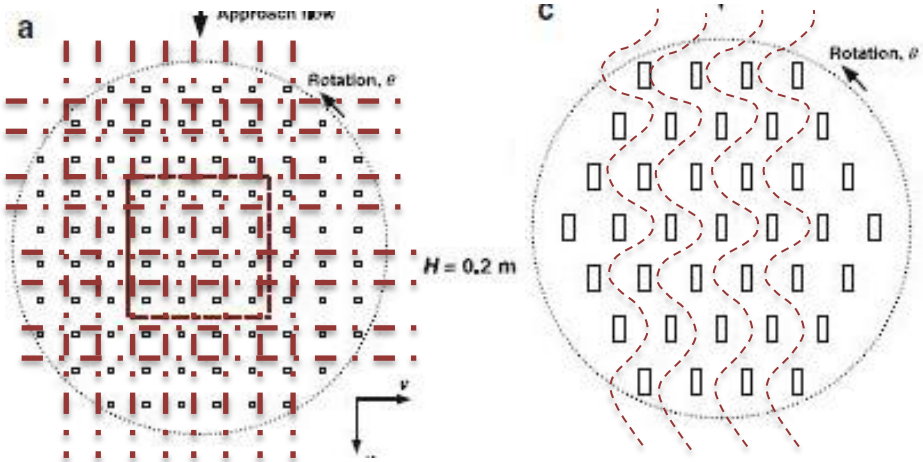 a
Approach flow
Rotation, θ
H = 0.2 m
v
c
Rotation, θ